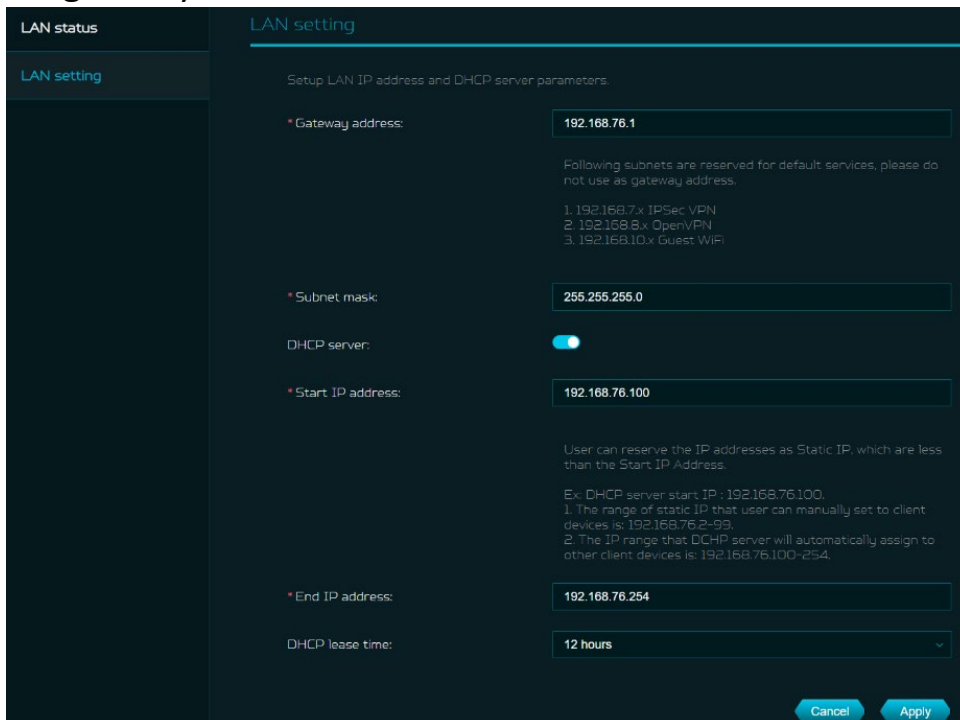 LAN status
LAN setting
LAN setting
Setup LAN IP address and DHCP server parameters.
* Gateway address:
192.168.76.1
Following subnets are reserved for default services, please do
not use as gateway address.
1. 192.168.7.x IPSec VPN
2. 192.168.8.x OpenVPN
3. 192.168.10.x Guest WiFi
* Subnet mask:
255.255.255.0
DHCP server:
* Start IP address:
192.168.76.100
User can reserve the IP addresses as Static IP, which are less
than the Start IP Address.
Ex: DHCP server start IP : 192.168.76.100.
1. The range of static IP that user can manually set to client
devices is: 192.168.76.2-99.
2. The IP range that DCHP server will automatically assign to
other client devices is: 192.168.76.100-254.
* End IP address:
192.168.76.254
DHCP lease time:
12 hours
Cancel
Apply